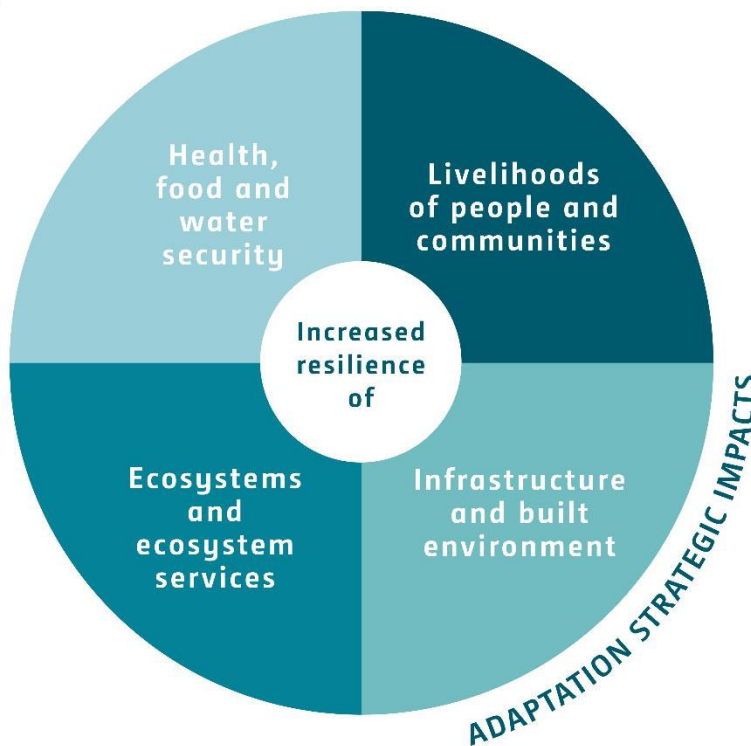 Health,
food and
water
security
Livelihoods
of people and
communities
Increased
resilience
of
Ecosystems
and
ecosystem
services
Infrastructure
and built
environment
ADAPTATION STRATEGIC IMPACTS